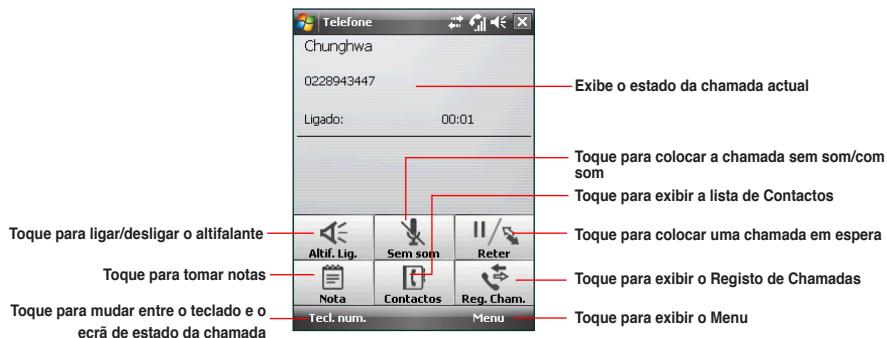 Telefone
Chunghwa
0228943447
Exibe o estado da chamada actual
Ligado: 00:01
Toque para colocar a chamada sem som/com
som
Toque para exibir a lista de Contactos
Toque para ligar/desligar o altifalante
Altif. Lig. Sem som Reter
Toque para colocar uma chamada em espera
Toque para tomar notas
Nota Contactos Reg. Cham.
Toque para exibir o Registo de Chamadas
Toque para mudar entre o teclado e o
ecrã de estado da chamada
Tecl. num. Menu
Toque para exibir o Menu